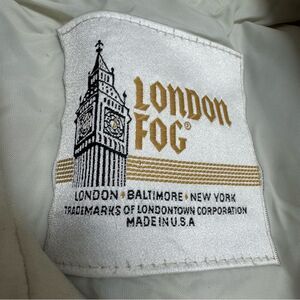 LONDON
FOG®
LONDON • BALTIMORE • NEW YORK
TRADEMARKS OF LONDONTOWN CORPORATION
MADE IN U.S.A